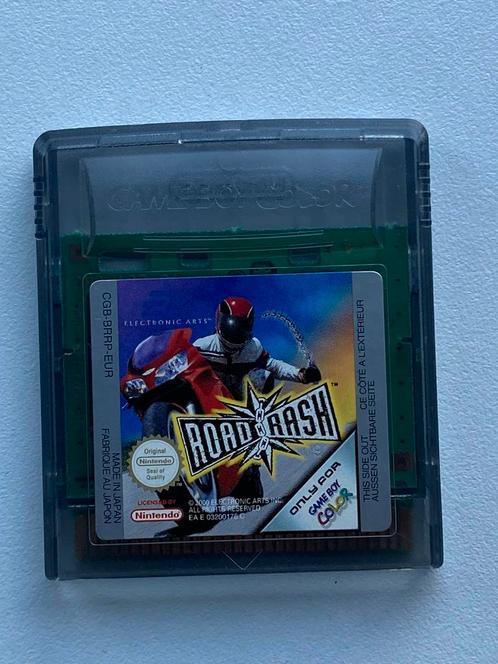 GAME BOY COLOR
CGB-BRRP-EUR
MADE IN JAPAN
FABRIQUÉ AU JAPON
ELECTRONIC ARTS™
ROAD RASH™
Original
Nintendo
Seal of
Quality
LICENSED BY
Nintendo
© 2000 ELECTRONIC ARTS INC.
ALL RIGHTS RESERVED
EA E 03200176 C
ONLY FOR
GAME BOY
COLOR
THIS SIDE OUT
CE CÔTÉ A L'EXTÉRIEUR
AUSSEN SICHTBARE SEITE